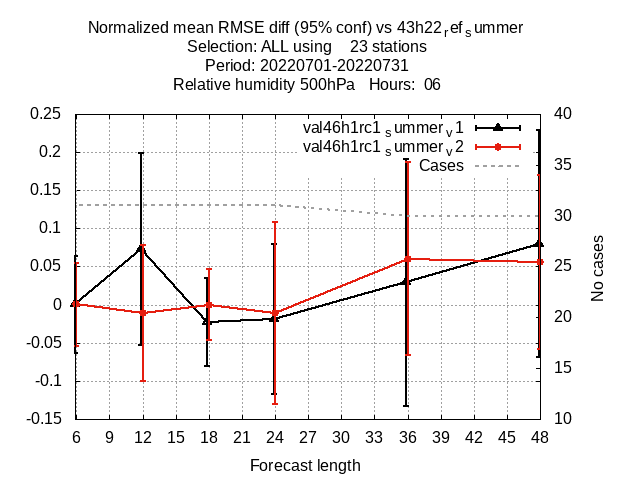 Normalized mean RMSE diff (95% conf) vs 43h22ᵣefₛummer
Selection: ALL using    23 stations
Period: 20220701-20220731
Relative humidity 500hPa   Hours:  06
val46h1rc1ₛummerᵥ1
val46h1rc1ₛummerᵥ2
Cases
0.25
0.2
0.15
0.1
0.05
0
-0.05
-0.1
-0.15
40
35
30
25
20
15
10
No cases
6 9 12 15 18 21 24 27 30 33 36 39 42 45 48
Forecast length